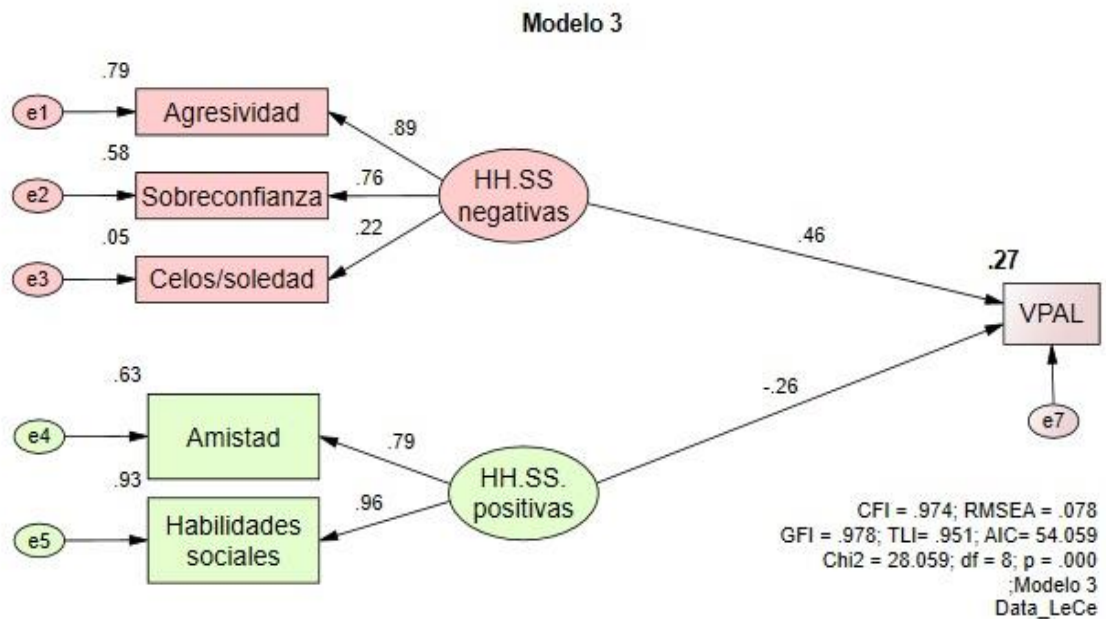 Modelo 3
.79
e1
Agresividad
.89
.58
e2
Sobreconfianza
.76
HH.SS
negativas
.05
.22
e3
Celos/soledad
.46
.27
VPAL
e7
.63
e4
Amistad
.79
-.26
.93
HH.SS.
positivas
e5
Habilidades
sociales
.96
CFI = .974; RMSEA = .078
GFI = .978; TLI= .951; AIC= 54.059
Chi2 = 28.059; df = 8; p = .000
;Modelo 3
Data_LeCe